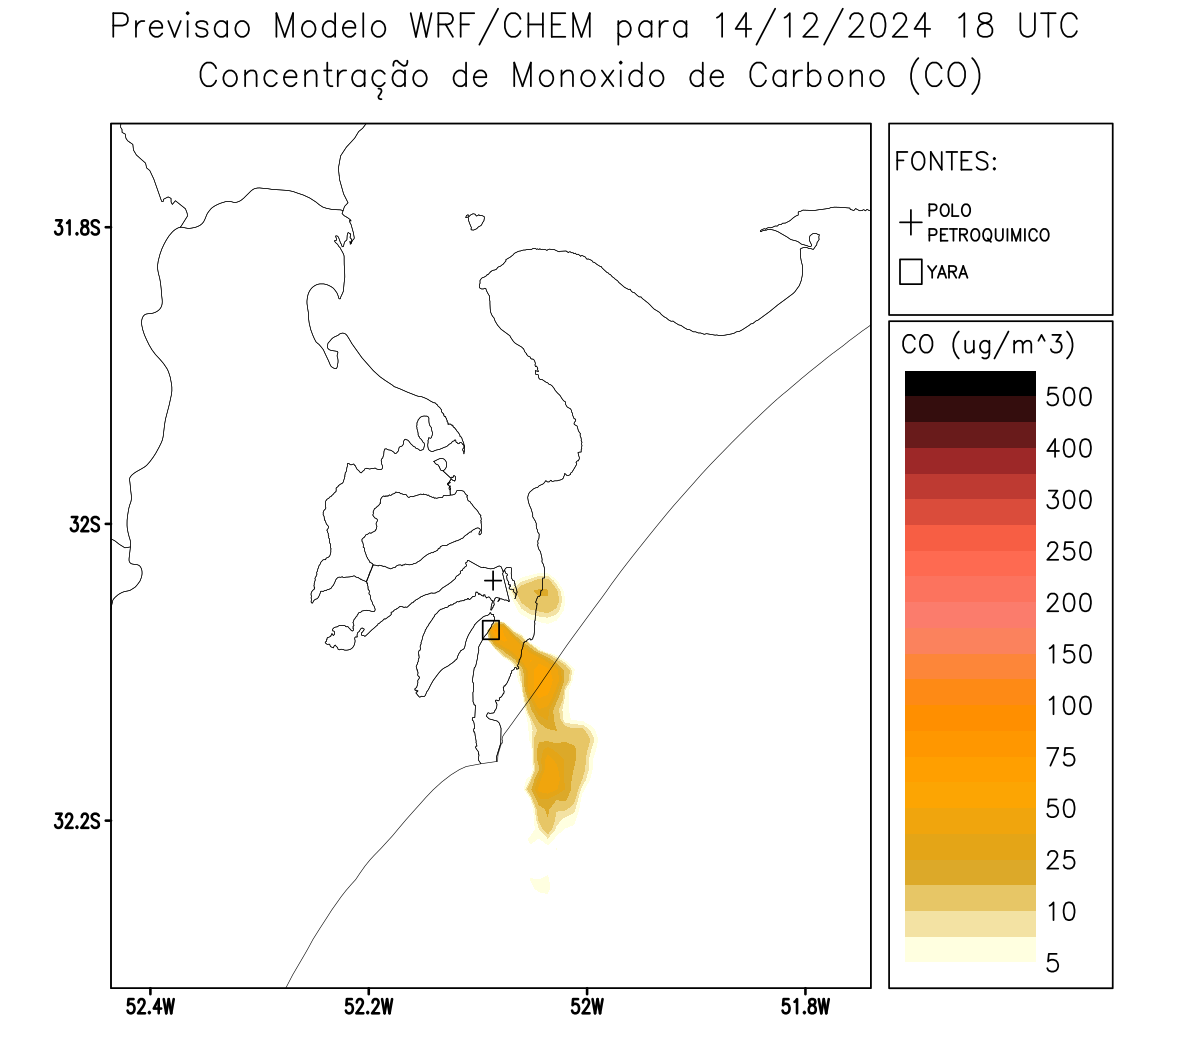 Previsao Modelo WRF/CHEM para 14/12/2024 18 UTC
Concentração de Monoxido de Carbono (CO)
FONTES:
POLO
PETROQUIMICO
YARA
CO (ug/m^3)
500
400
300
250
200
150
100
75
50
25
10
5
31.8S
32S
32.2S
52.4W
52.2W
52W
51.8W